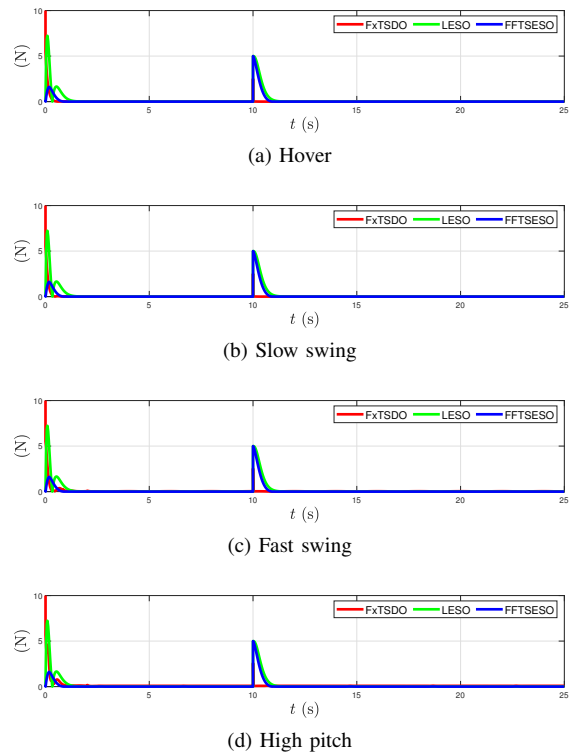 10
FxTSDO LESO FFTSESO
(N)
5
0
0 5 10 15 20 25
t (s)
(a) Hover
10
FxTSDO LESO FFTSESO
(N)
5
0
0 5 10 15 20 25
t (s)
(b) Slow swing
10
FxTSDO LESO FFTSESO
(N)
5
0
0 5 10 15 20 25
t (s)
(c) Fast swing
10
FxTSDO LESO FFTSESO
(N)
5
0
0 5 10 15 20 25
t (s)
(d) High pitch